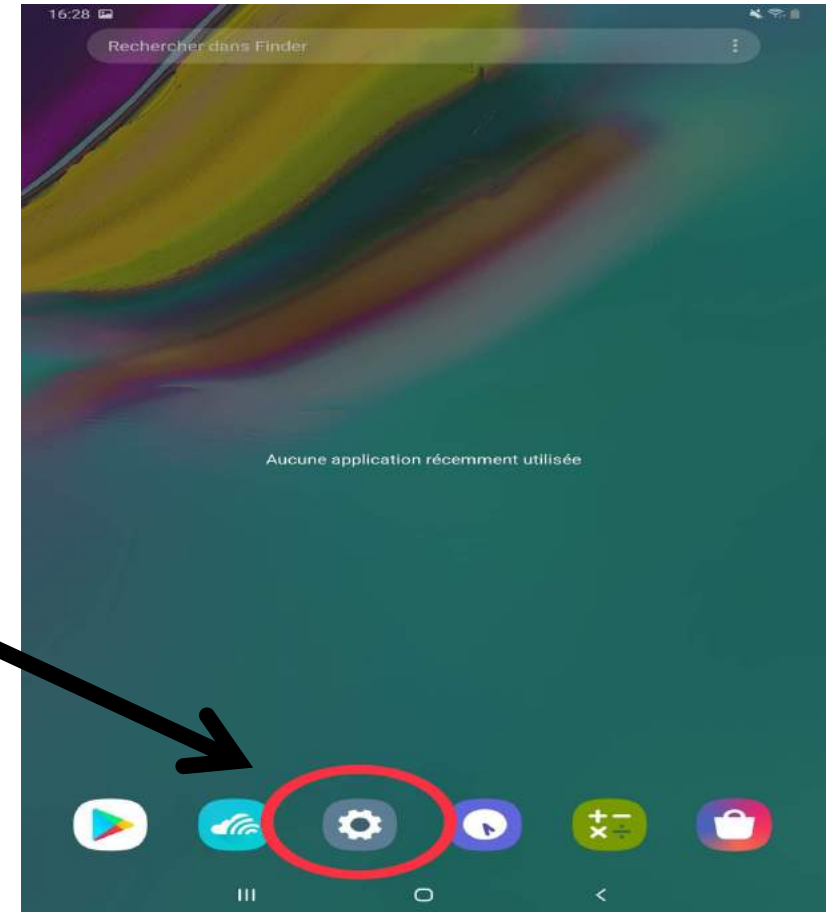 16:28
Rechercher dans Finder
Aucune application récemment utilisée